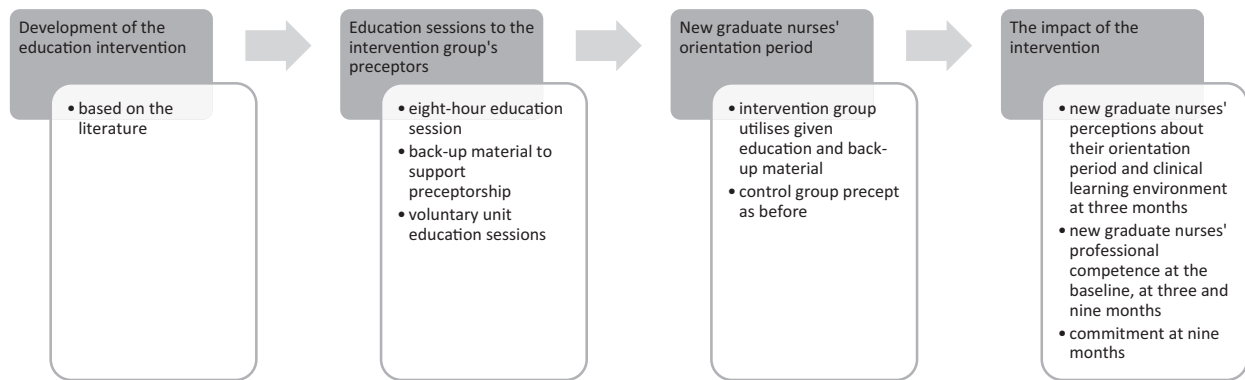 Development of the
education intervention
• based on the
literature
Education sessions to the
intervention group's
preceptors
• eight-hour education
session
• back-up material to
support
preceptorship
• voluntary unit
education sessions
New graduate nurses'
orientation period
• intervention group
utilises given
education and back-
up material
• control group precept
as before
The impact of the
intervention
• new graduate nurses'
perceptions about
their orientation
period and clinical
learning environment
at three months
• new graduate nurses'
professional
competence at the
baseline, at three and
nine months
• commitment at nine
months